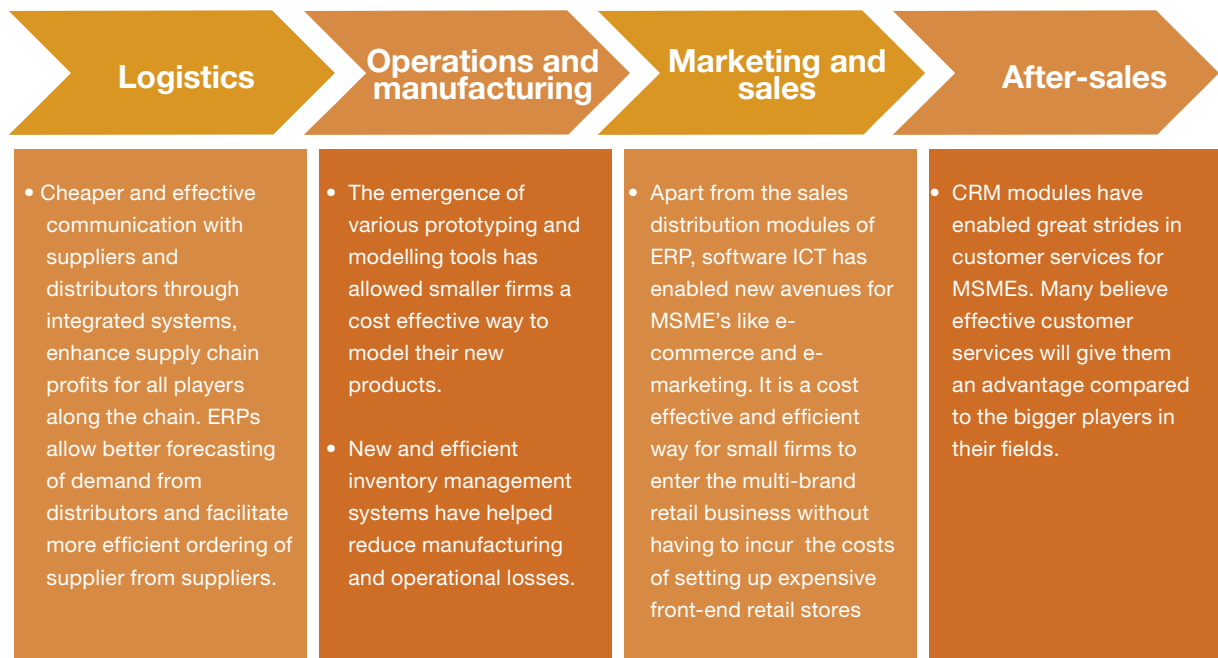 Logistics
Operations and
manufacturing
Marketing and
sales
After-sales
• Cheaper and effective
communication with
suppliers and
distributors through
integrated systems,
enhance supply chain
profits for all players
along the chain. ERPs
allow better forecasting
of demand from
distributors and facilitate
more efficient ordering of
supplier from suppliers.
• The emergence of
various prototyping and
modelling tools has
allowed smaller firms a
cost effective way to
model their new
products.
• New and efficient
inventory management
systems have helped
reduce manufacturing
and operational losses.
• Apart from the sales
distribution modules of
ERP, software ICT has
enabled new avenues for
MSME's like e-
commerce and e-
marketing. It is a cost
effective and efficient
way for small firms to
enter the multi-brand
retail business without
having to incur the costs
of setting up expensive
front-end retail stores
• CRM modules have
enabled great strides in
customer services for
MSMEs. Many believe
effective customer
services will give them
an advantage compared
to the bigger players in
their fields.